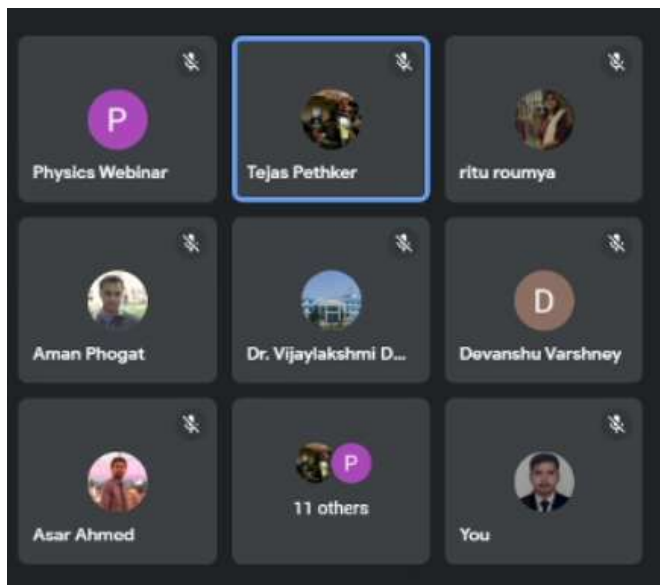 P
Physics Webinar
Tejas Pethker
ritu roumya
Aman Phogat
Dr. Vijaylakshmi D...
D
Devanshu Varshney
Asar Ahmed
P
11 others
You